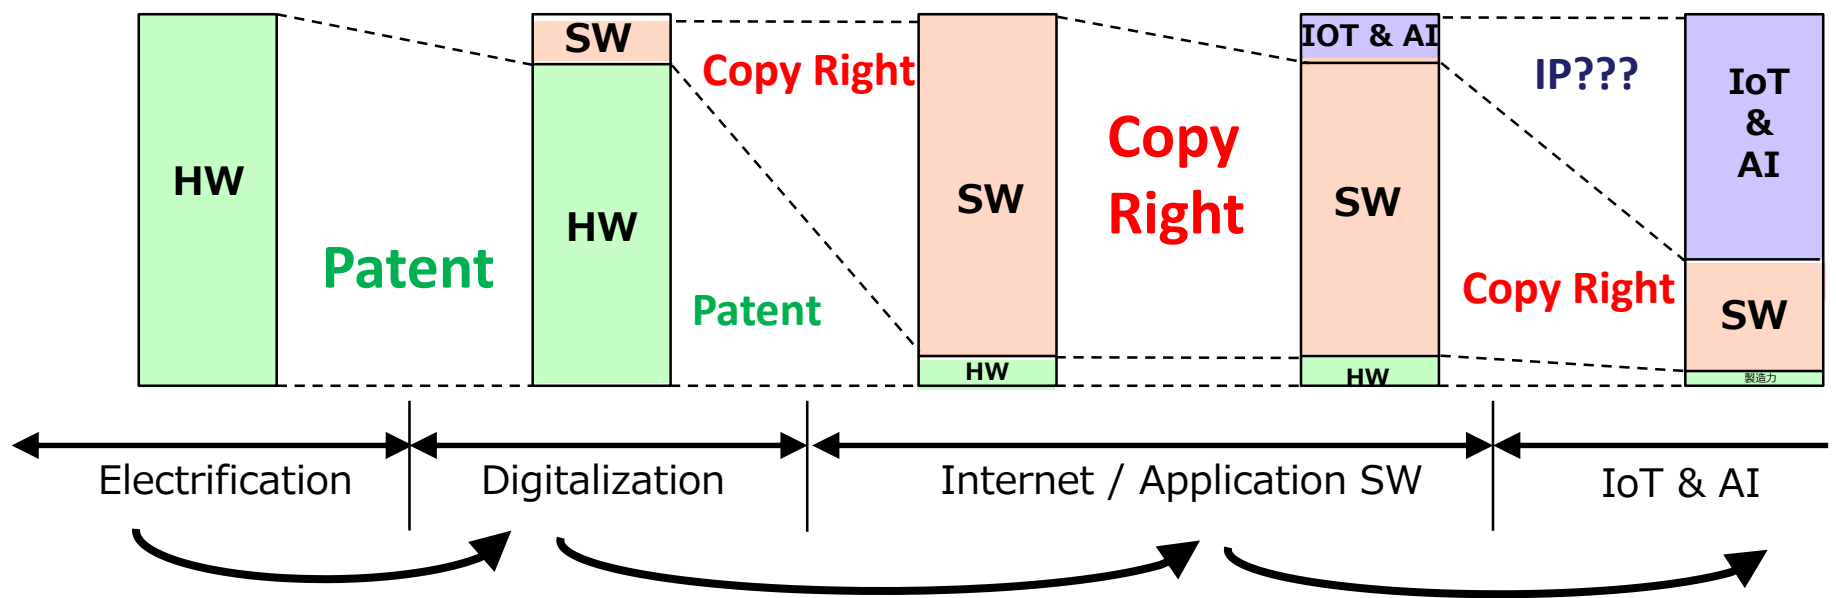 HW
Patent
SW
HW
Copy Right
Patent
SW
HW
Copy
Right
IOT & AI
SW
HW
IP???
Copy Right
IoT
&
AI
SW
製造力
Electrification
Digitalization
Internet / Application SW
IoT & AI